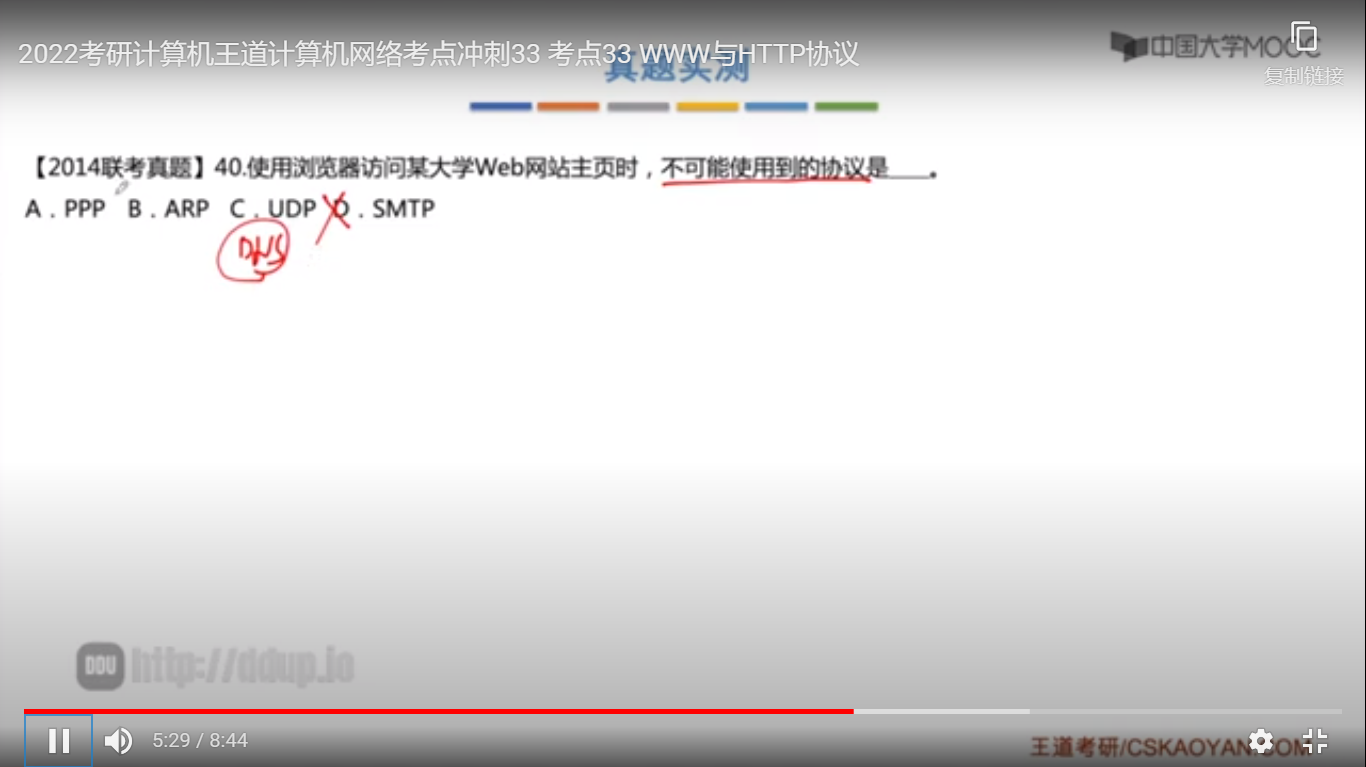 2022考研计算机王道计算机网络考点冲刺33 考点33 WWW与HTTP协议
中国大学MOOC
复制链接
真题实测
【2014联考真题】40.使用浏览器访问某大学Web网站主页时，不可能使用到的协议是____。
A．PPP B．ARP C．UDP D．SMTP
DNS
DDU http://ddup.io
5:29 / 8:44
王道考研/CSKAOYAN.COM